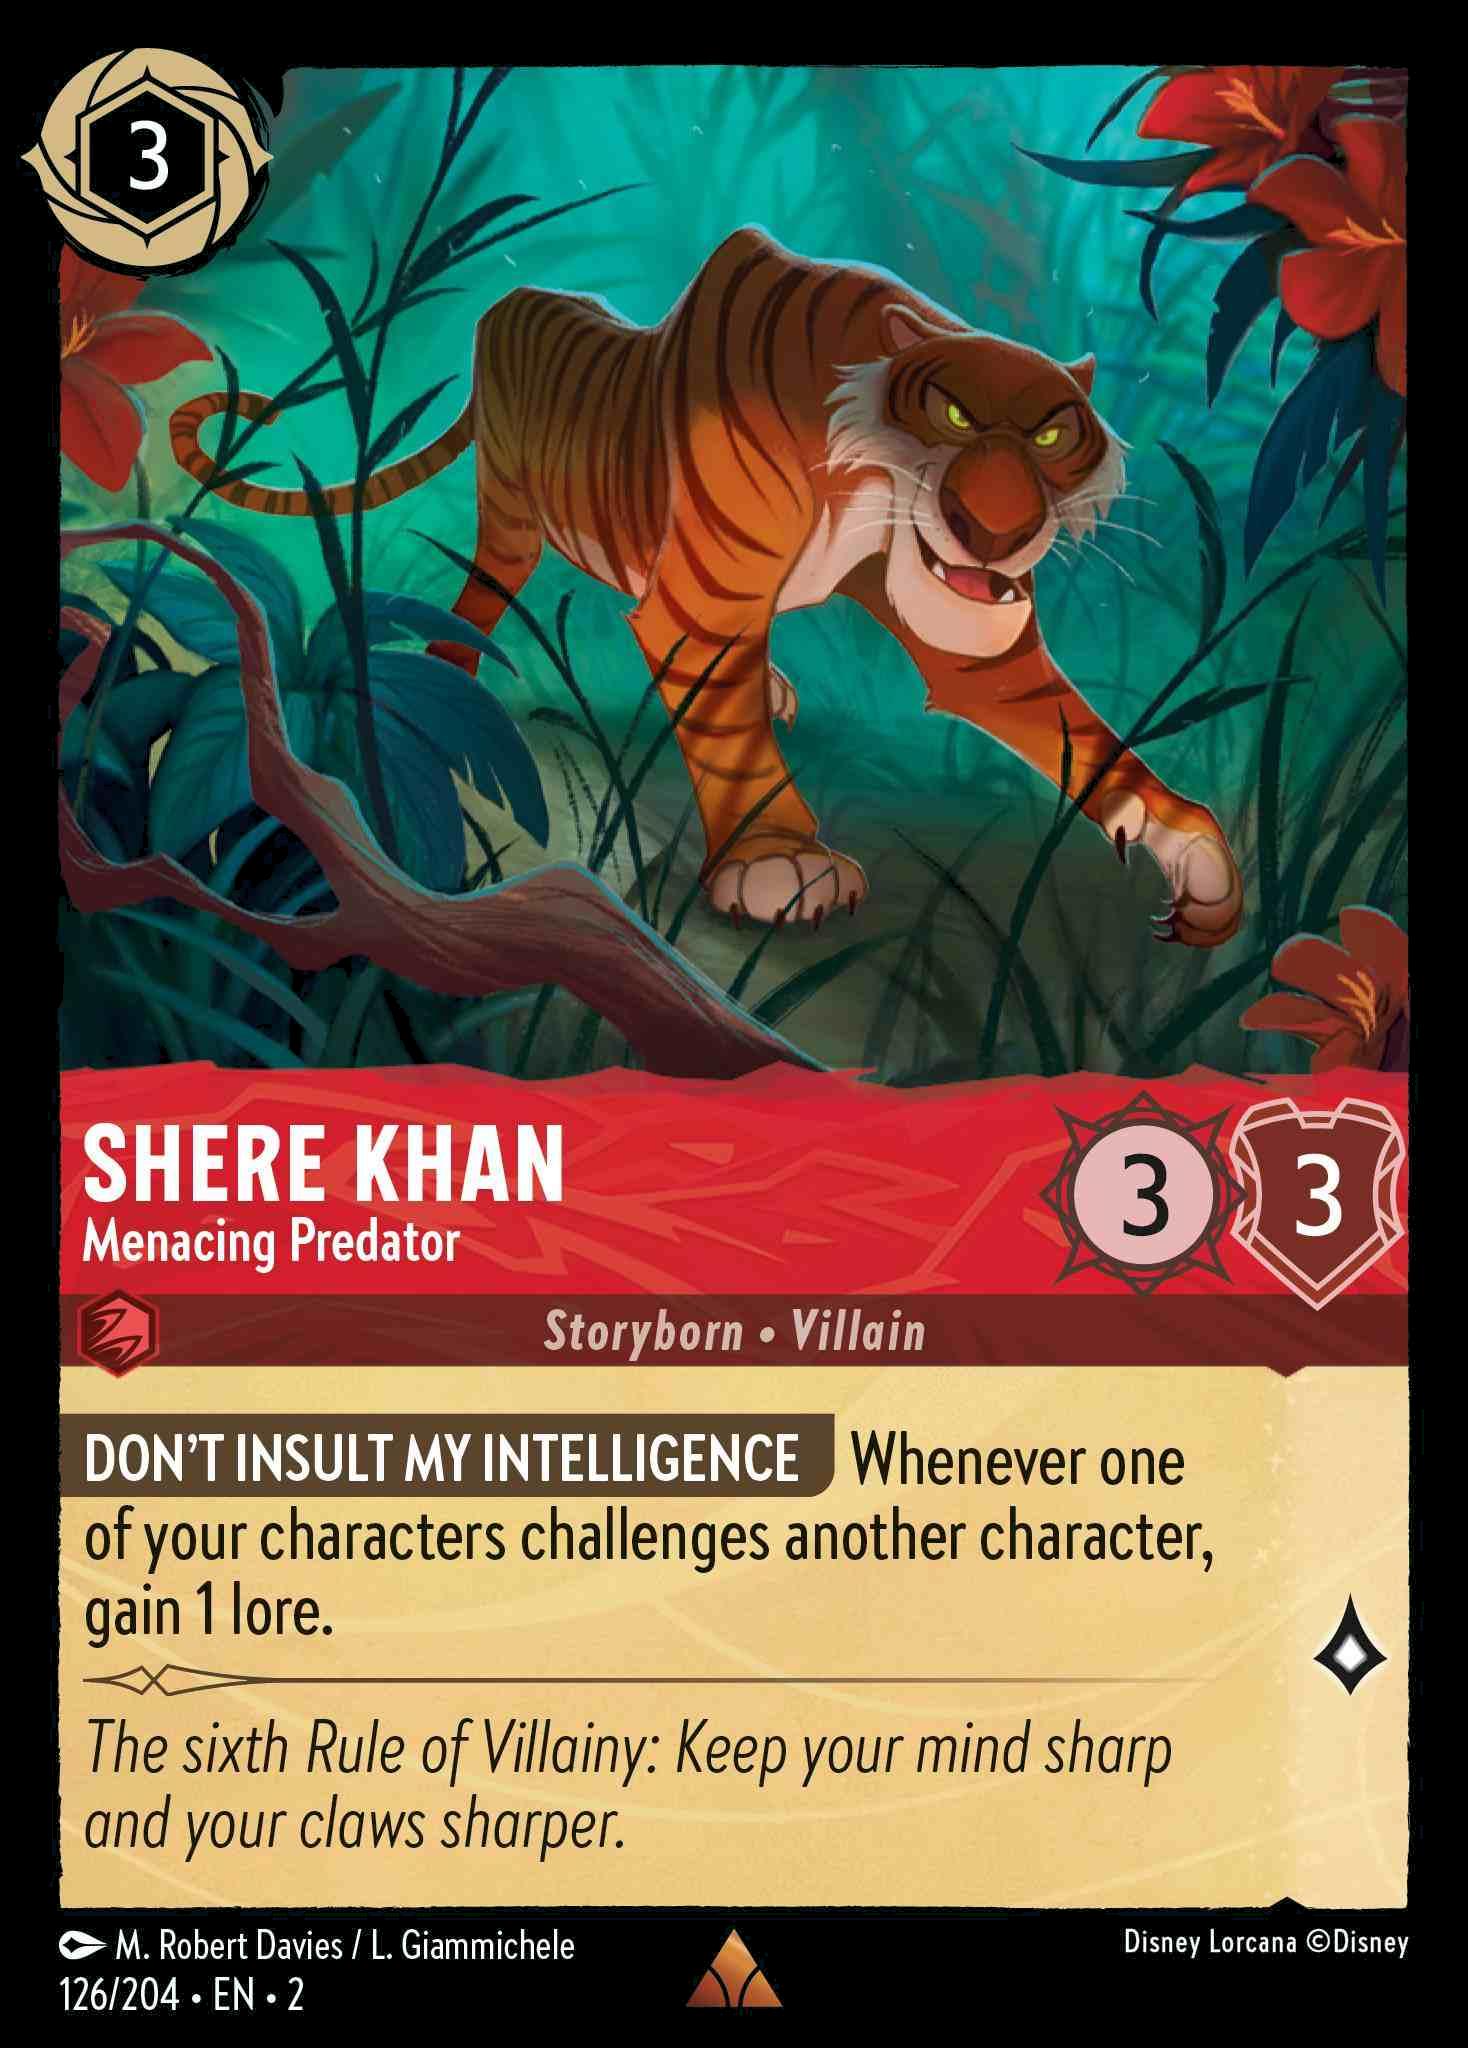 3
SHERE KHAN
Menacing Predator
3
3
Storyborn • Villain
DON'T INSULT MY INTELLIGENCE Whenever one
of your characters challenges another character,
gain 1 lore.
The sixth Rule of Villainy: Keep your mind sharp
and your claws sharper.
M. Robert Davies / L. Giammichele
Disney Lorcana ©Disney
126/204 • EN • 2